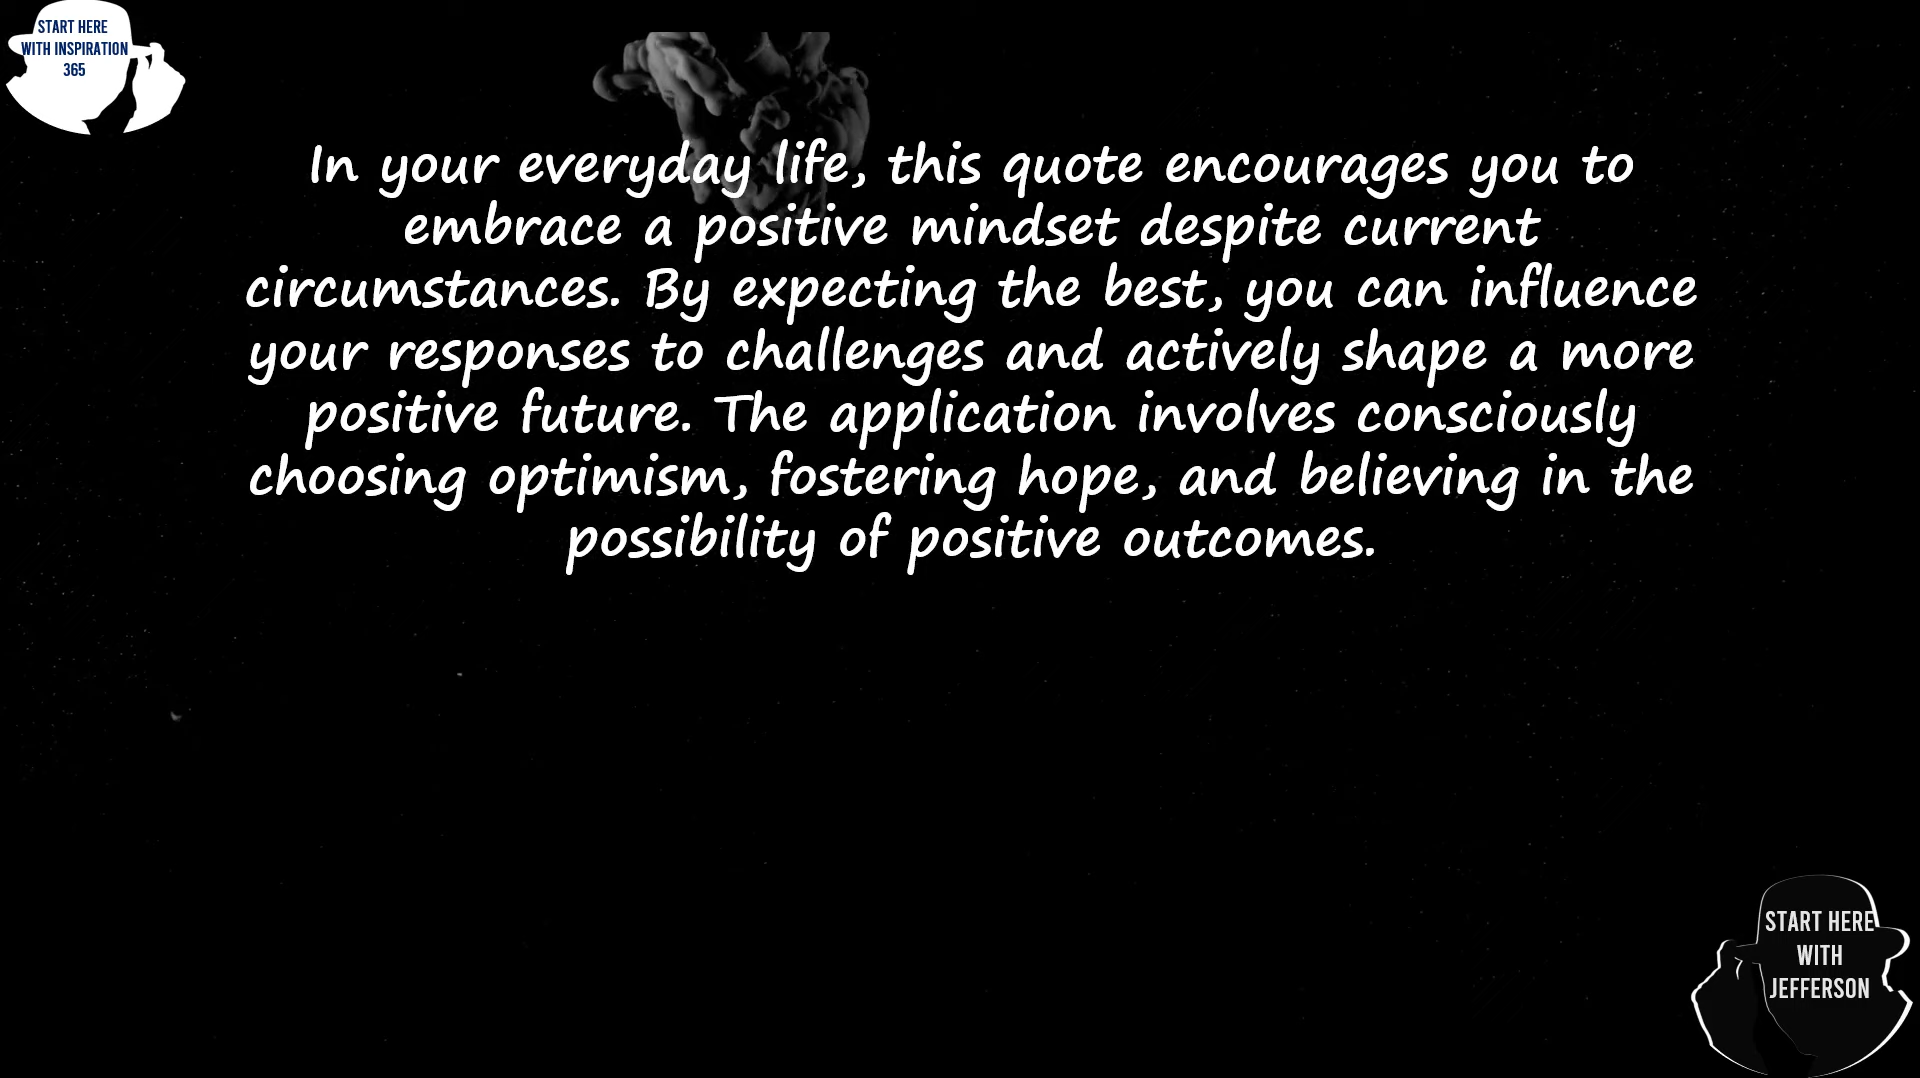 START HERE
WITH INSPIRATION
365
In your everyday life, this quote encourages you to
embrace a positive mindset despite current
circumstances. By expecting the best, you can influence
your responses to challenges and actively shape a more
positive future. The application involves consciously
choosing optimism, fostering hope, and believing in the
possibility of positive outcomes.
START HERE
WITH
JEFFERSON